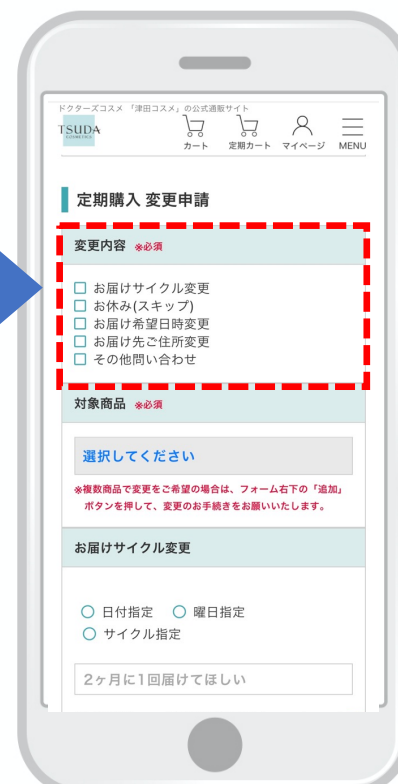 ドクターズコスメ 「津田コスメ」の公式通販サイト
TSUDA
COSMETICS
カート 定期カート マイページ MENU
定期購入 変更申請
変更内容 ※必須
お届けサイクル変更
お休み(スキップ)
お届け希望日時変更
お届け先ご住所変更
その他問い合わせ
対象商品 ※必須
選択してください
※複数商品で変更をご希望の場合は、フォーム右下の「追加」
ボタンを押して、変更のお手続きをお願いいたします。
お届けサイクル変更
日付指定 曜日指定
サイクル指定
2ヶ月に1回届けてほしい